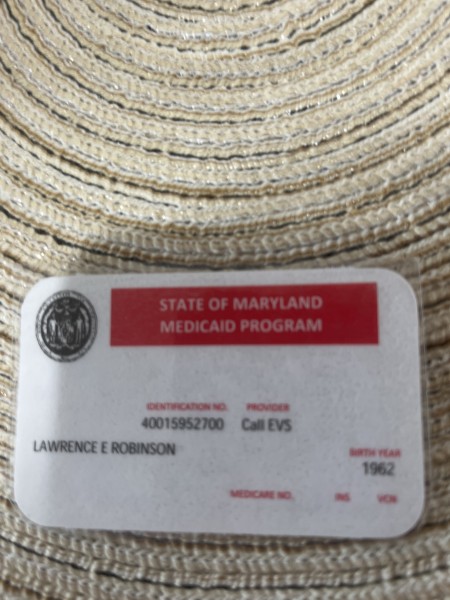 STATE OF MARYLAND
MEDICAID PROGRAM
IDENTIFICATION NO. PROVIDER
40015952700 Call EVS
LAWRENCE E ROBINSON
BIRTH YEAR
1962
MEDICARE NO. INS VCN